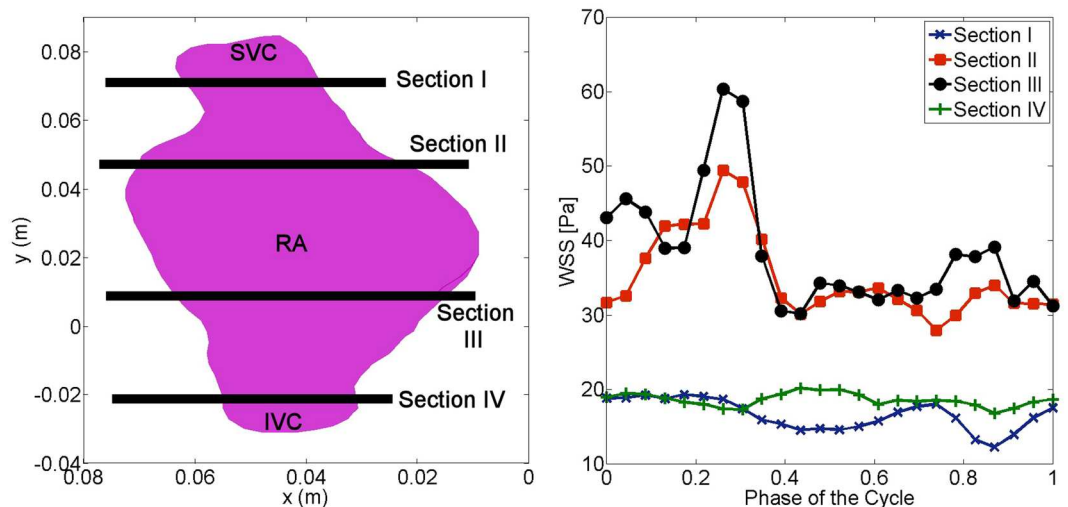 0.08
0.06
0.04
0.02
0
-0.02
-0.04
y (m)
0.08
0.06
0.04
0.02
0
x (m)
SVC
Section I
Section II
RA
Section
III
Section IV
IVC
70
60
50
40
30
20
10
WSS [Pa]
0
0.2
0.4
0.6
0.8
1
Phase of the Cycle
Section I
Section II
Section III
Section IV